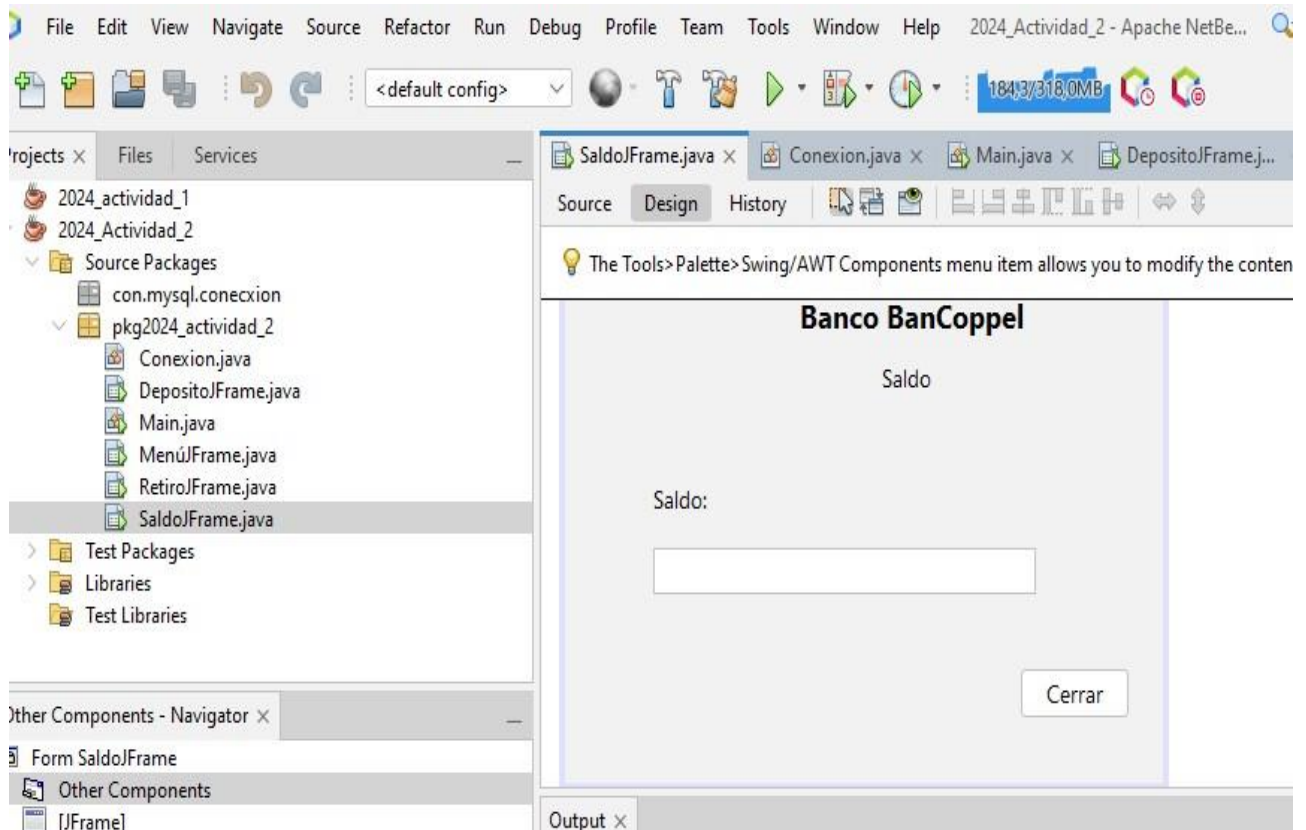 File Edit View Navigate Source Refactor Run Debug Profile Team Tools Window Help 2024_Actividad_2 - Apache NetBe...
<default config>
184,3/318,0MB
Projects Files Services
2024_actividad_1
2024_Actividad_2
Source Packages
con.mysql.conecxion
pkg2024_actividad_2
Conexion.java
DepositoJFrame.java
Main.java
MenúJFrame.java
RetiroJFrame.java
SaldoJFrame.java
Test Packages
Libraries
Test Libraries
Other Components - Navigator
Form SaldoJFrame
Other Components
[JFrame]
SaldoJFrame.java Conexion.java Main.java DepositoJFrame.j...
Source Design History
The Tools>Palette>Swing/AWT Components menu item allows you to modify the conten
Banco BanCoppel
Saldo
Saldo:
Cerrar
Output